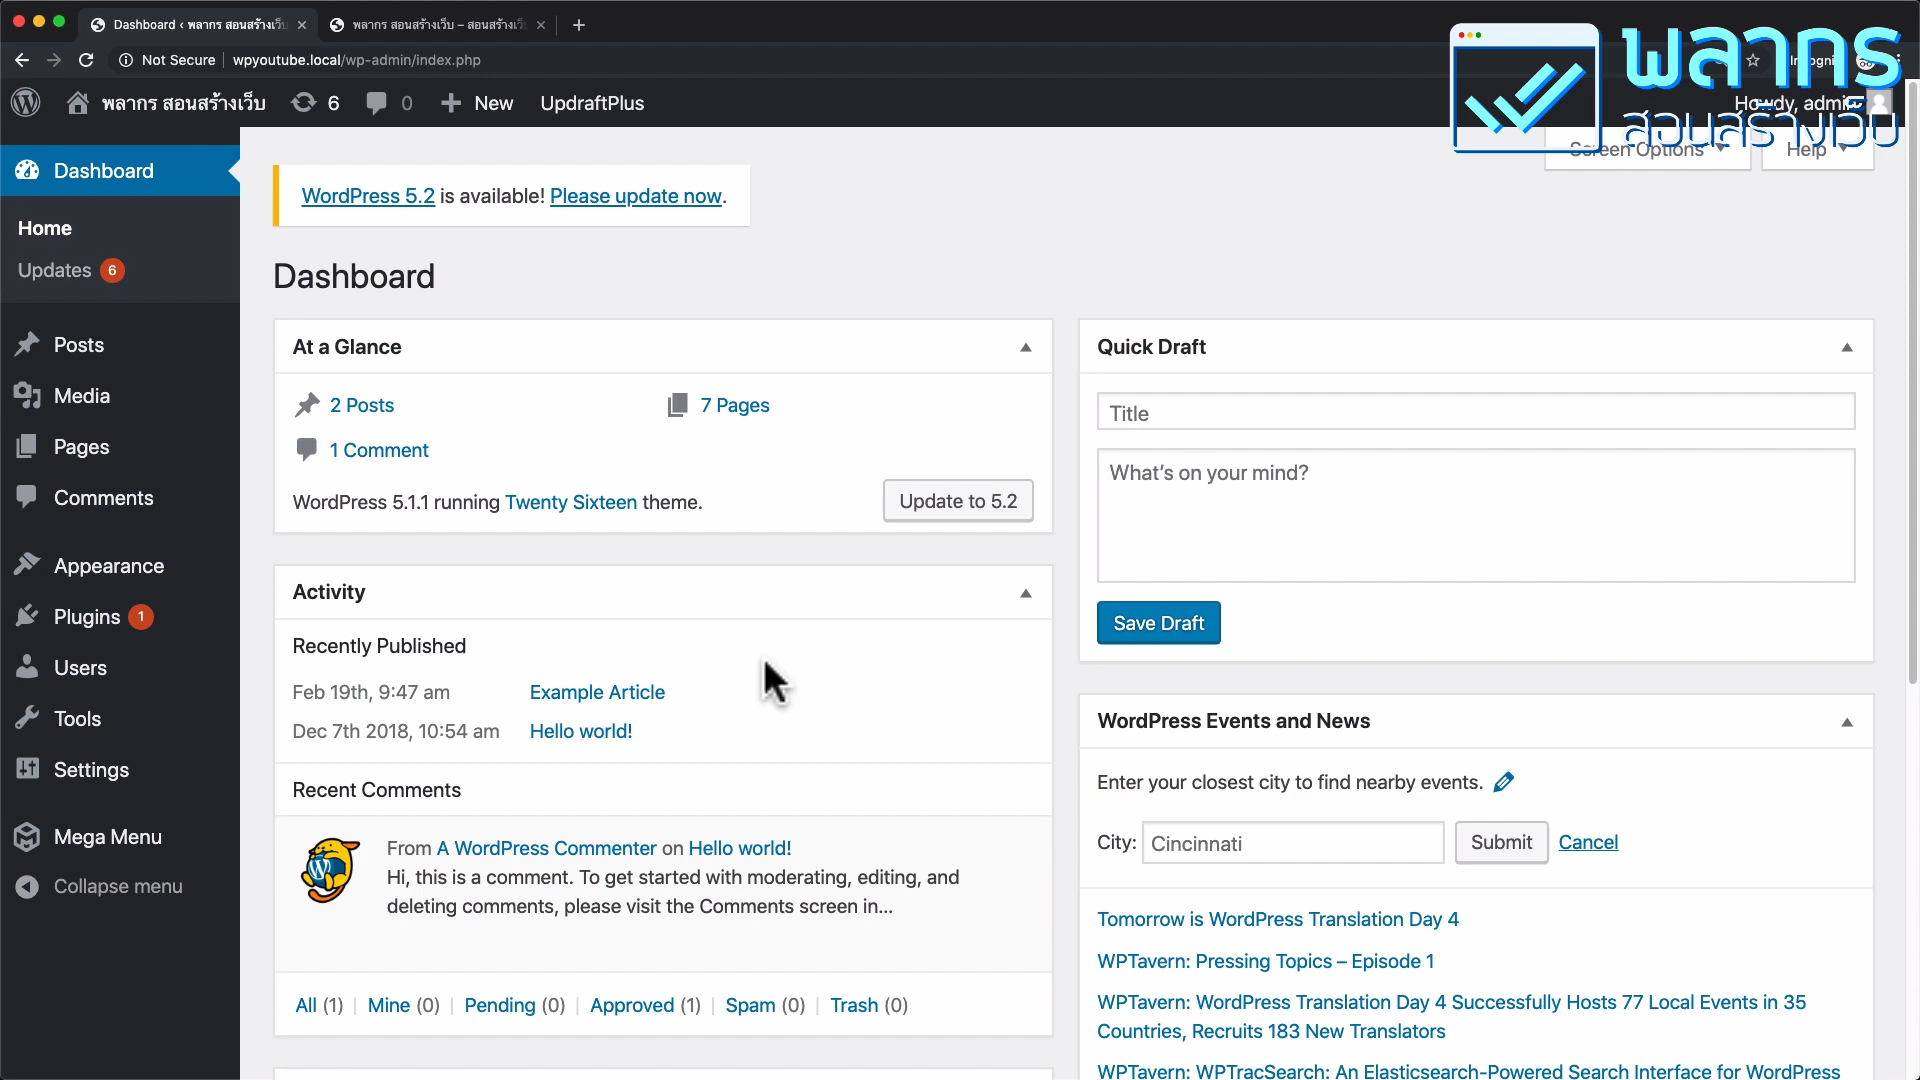 Dashboard ‹ พลากร สอนสร้างเว็บ
พลากร สอนสร้างเว็บ – สอนสร้างเว็
Not Secure wpyoutube.local/wp-admin/index.php
พลากร
สอนสร้างเว็บ
พลากร สอนสร้างเว็บ 6 0 New UpdraftPlus Howdy, admin
Screen Options Help
Dashboard
Home
Updates 6
Posts
Media
Pages
Comments
Appearance
Plugins 1
Users
Tools
Settings
Mega Menu
Collapse menu
WordPress 5.2 is available! Please update now.
Dashboard
At a Glance
2 Posts 7 Pages
1 Comment
WordPress 5.1.1 running Twenty Sixteen theme. Update to 5.2
Activity
Recently Published
Feb 19th, 9:47 am Example Article
Dec 7th 2018, 10:54 am Hello world!
Recent Comments
From A WordPress Commenter on Hello world!
Hi, this is a comment. To get started with moderating, editing, and
deleting comments, please visit the Comments screen in...
All (1) | Mine (0) | Pending (0) | Approved (1) | Spam (0) | Trash (0)
Quick Draft
Title
What's on your mind?
Save Draft
WordPress Events and News
Enter your closest city to find nearby events.
City: Cincinnati Submit Cancel
Tomorrow is WordPress Translation Day 4
WPTavern: Pressing Topics – Episode 1
WPTavern: WordPress Translation Day 4 Successfully Hosts 77 Local Events in 35
Countries, Recruits 183 New Translators
WPTavern: WPTracSearch: An Elasticsearch-Powered Search Interface for WordPress